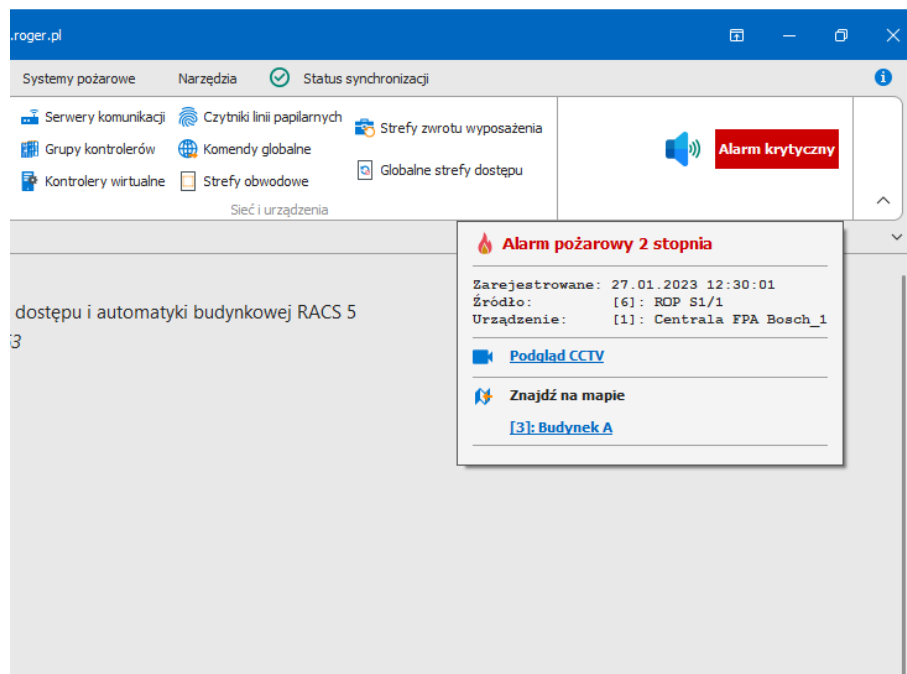 .roger.pl
Systemy pożarowe Narzędzia Status synchronizacji
Serwery komunikacji Czytniki linii papilarnych Strefy zwrotu wyposażenia
Grupy kontrolerów Komendy globalne Globalne strefy dostępu
Kontrolery wirtualne Strefy obwodowe
Sieć i urządzenia
Alarm krytyczny
Alarm pożarowy 2 stopnia
Zarejestrowane: 27.01.2023 12:30:01
Źródło: [6]: ROP S1/1
Urządzenie: [1]: Centrala FPA Bosch_1
Podgląd CCTV
Znajdź na mapie
[3]: Budynek A
dostępu i automatyki budynkowej RACS 5